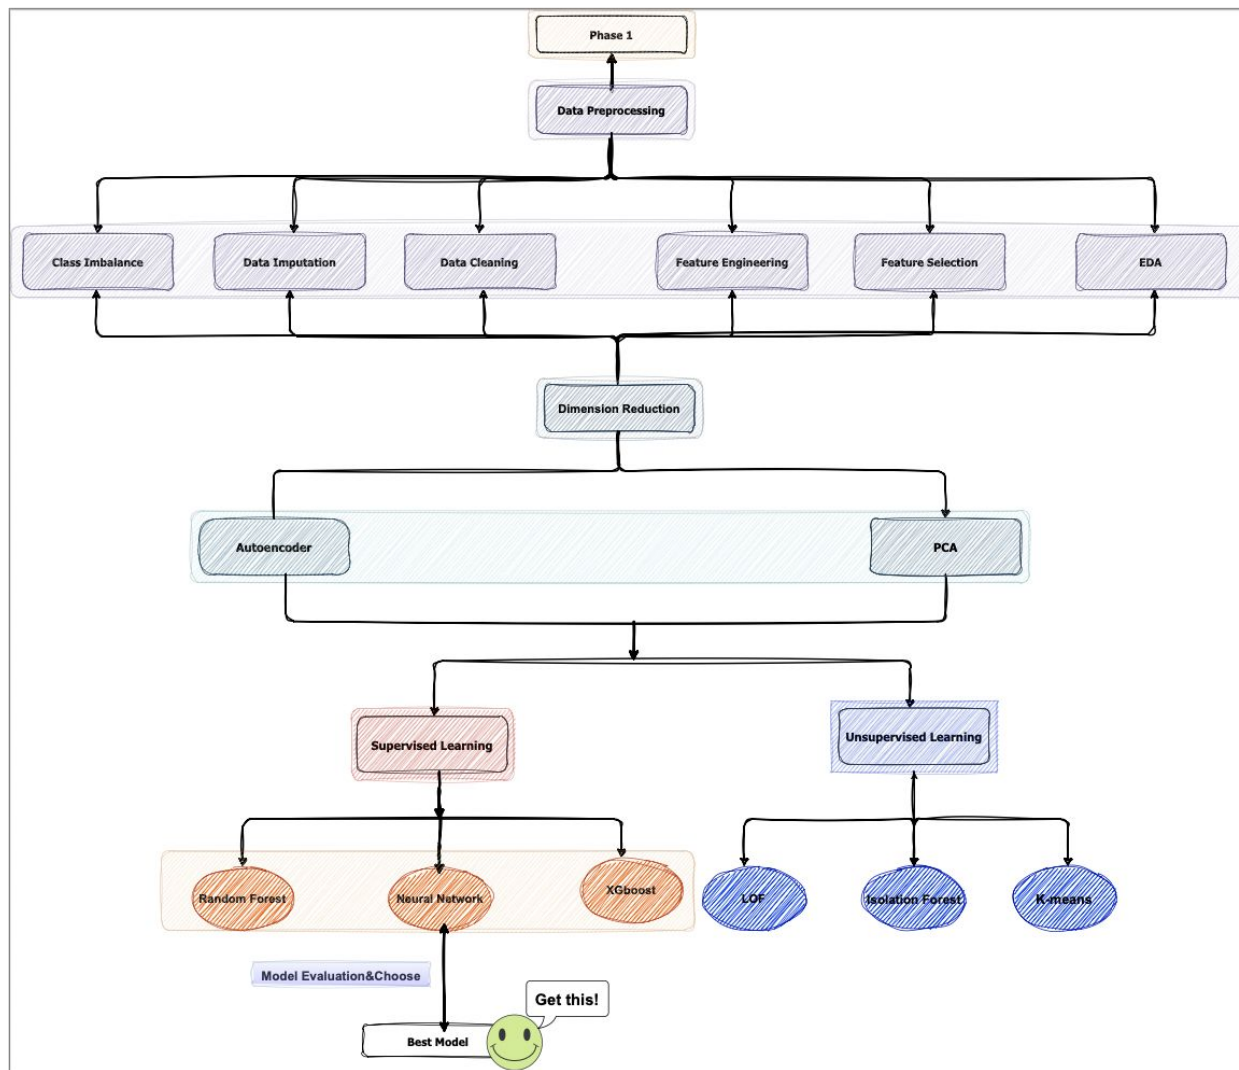 Phase 1
Data Preprocessing
Class Imbalance
Data Imputation
Data Cleaning
Feature Engineering
Feature Selection
EDA
Dimension Reduction
Autoencoder
PCA
Supervised Learning
Unsupervised Learning
Random Forest
Neural Network
XGboost
LOF
Isolation Forest
K-means
Model Evaluation&Choose
Get this!
Best Model